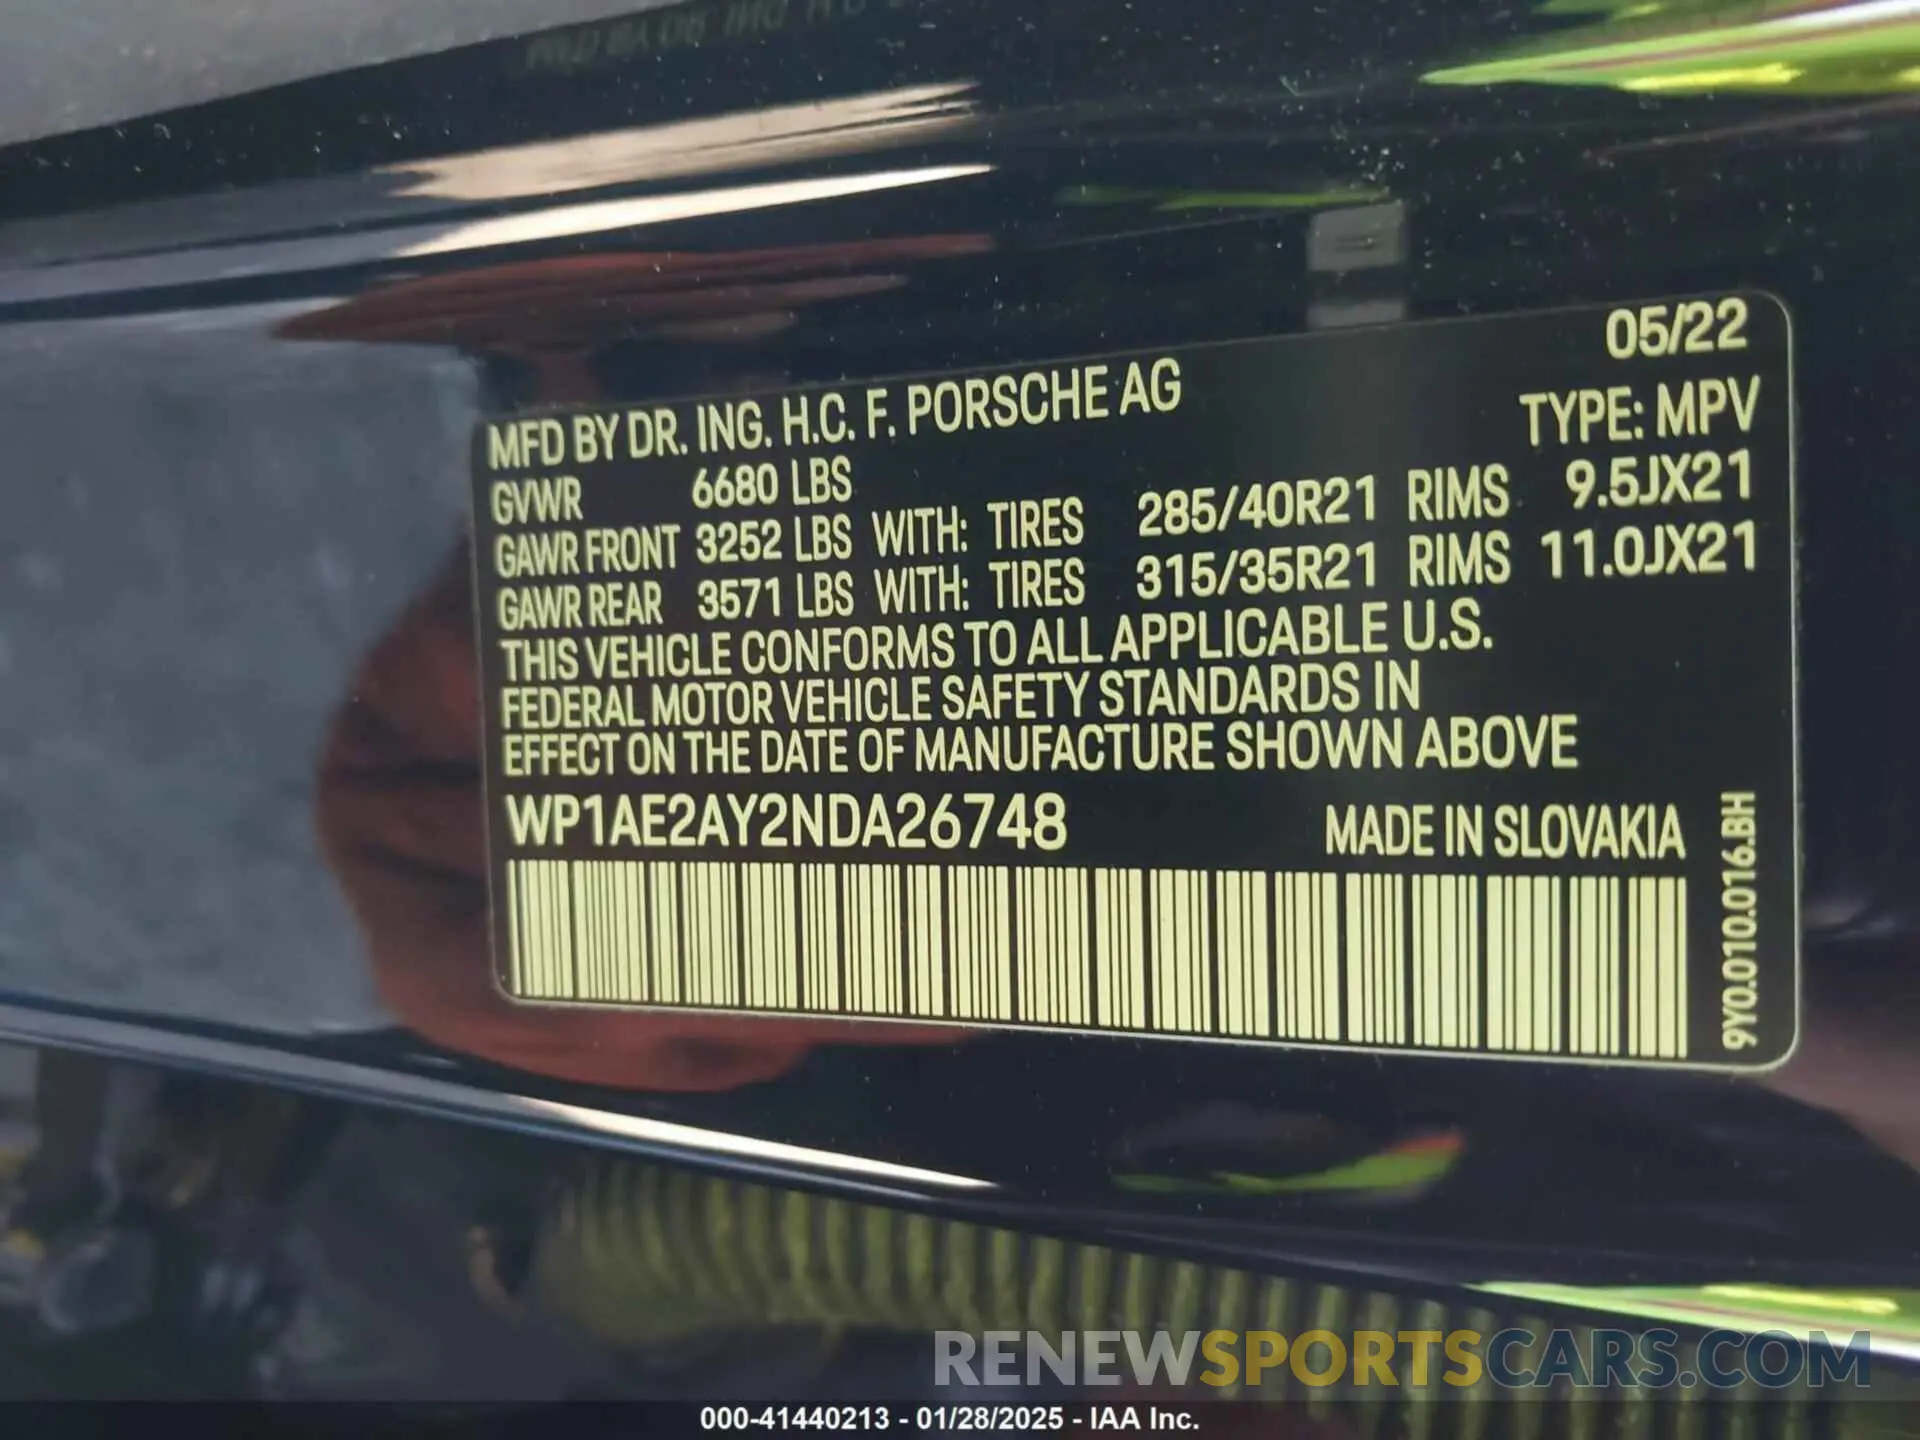 05/22
MFD BY DR. ING. H.C. F. PORSCHE AG
TYPE: MPV
GVWR 6680 LBS
GAWR FRONT 3252 LBS WITH: TIRES 285/40R21 RIMS 9.5JX21
GAWR REAR 3571 LBS WITH: TIRES 315/35R21 RIMS 11.0JX21
THIS VEHICLE CONFORMS TO ALL APPLICABLE U.S.
FEDERAL MOTOR VEHICLE SAFETY STANDARDS IN
EFFECT ON THE DATE OF MANUFACTURE SHOWN ABOVE
WP1AE2AY2NDA26748 MADE IN SLOVAKIA
9Y0.010.016.BH
RENEWSPORTSCARS.COM
000-41440213 - 01/28/2025 - IAA Inc.